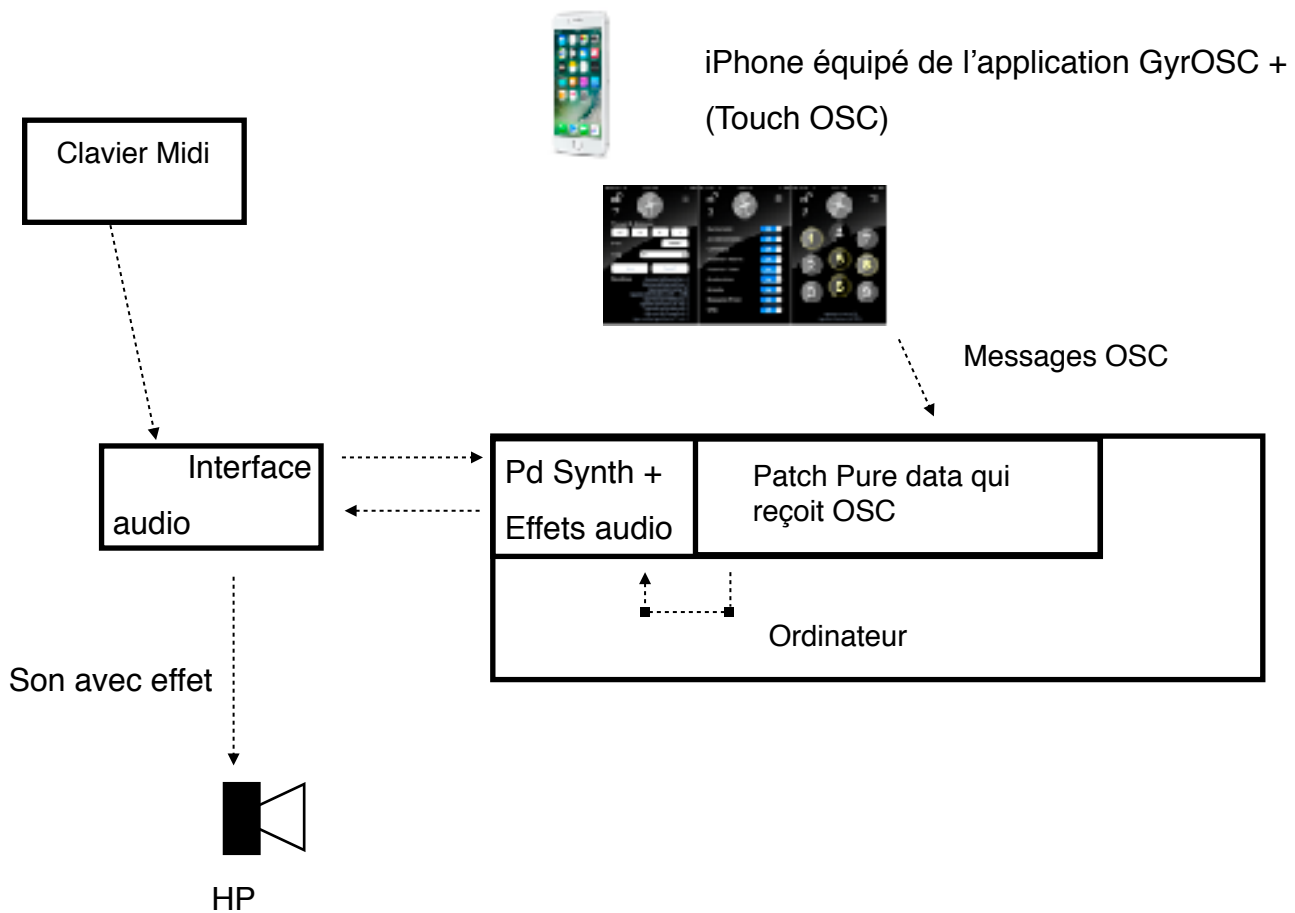 iPhone équipé de l'application GyrOSC +
(Touch OSC)
Clavier Midi
Messages OSC
Interface
audio
Pd Synth +
Effets audio
Patch Pure data qui
reçoit OSC
Ordinateur
Son avec effet
HP